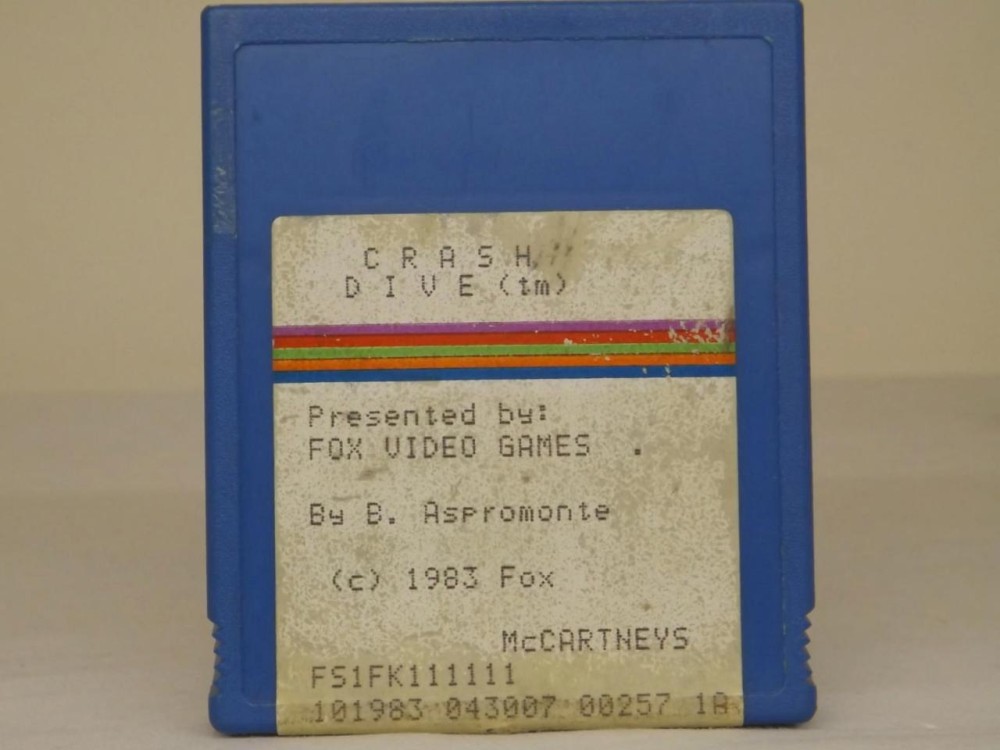 C R A S H
D I V E (tm)
Presented by:
FOX VIDEO GAMES .
By B. Aspromonte
(c) 1983 Fox
McCARTNEYS
FS1FK111111
101983 043007 00257 1A